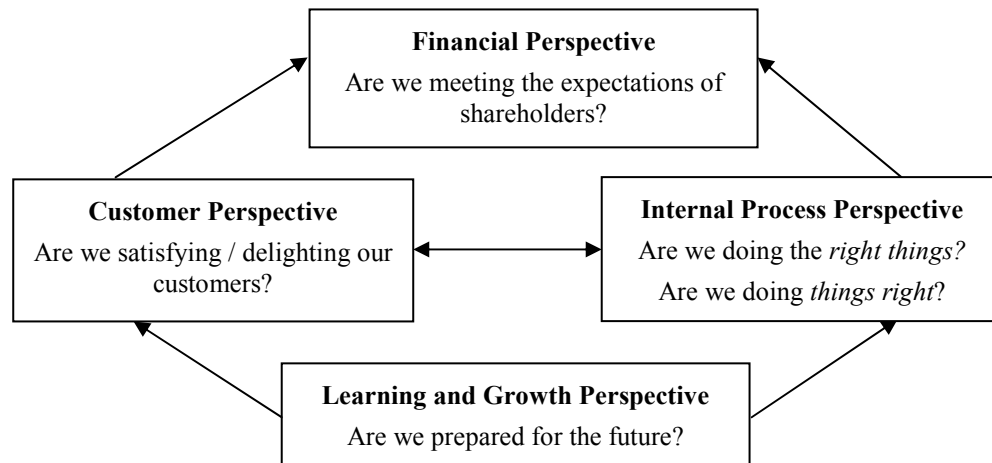 Financial Perspective
Are we meeting the expectations of
shareholders?
Customer Perspective
Are we satisfying / delighting our
customers?
Internal Process Perspective
Are we doing the right things?
Are we doing things right?
Learning and Growth Perspective
Are we prepared for the future?